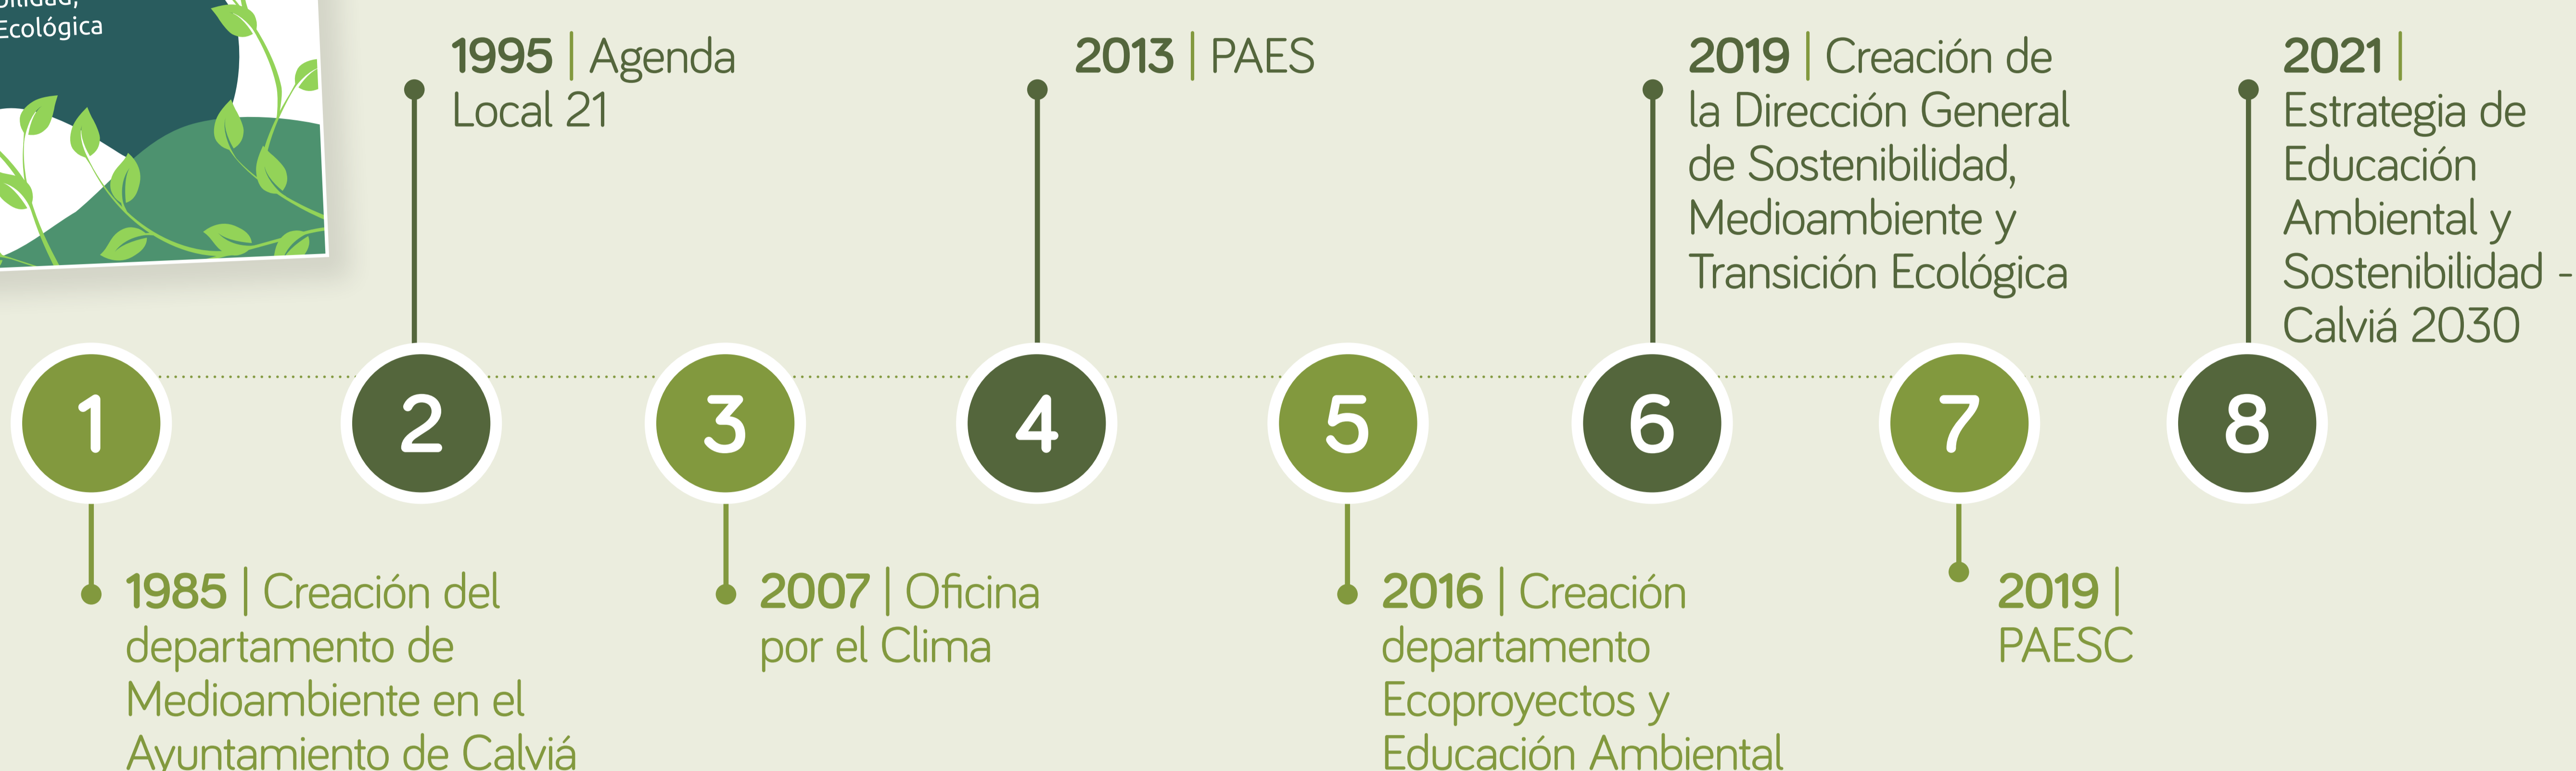 Ecológica
1995 | Agenda
Local 21
2013 | PAES
2019 | Creación de
la Dirección General
de Sostenibilidad,
Medioambiente y
Transición Ecológica
2021 |
Estrategia de
Educación
Ambiental y
Sostenibilidad -
Calviá 2030
1
2
3
4
5
6
7
8
1985 | Creación del
departamento de
Medioambiente en el
Ayuntamiento de Calviá
2007 | Oficina
por el Clima
2016 | Creación
departamento
Ecoproyectos y
Educación Ambiental
2019 |
PAESC